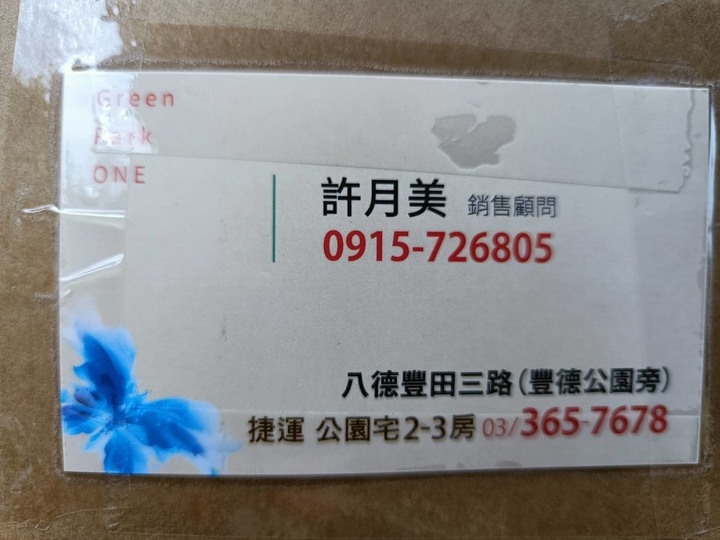 Green
Park
ONE
許月美 銷售顧問
0915-726805
八德豐田三路(豐德公園旁)
捷運 公園宅2-3房 03/365-7678